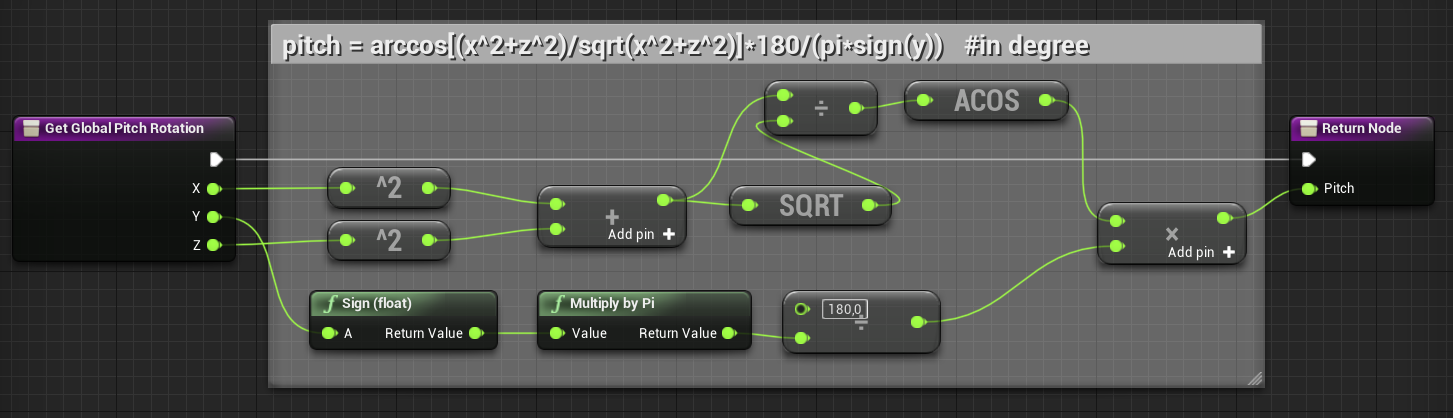 pitch = arccos[(x^2+z^2)/sqrt(x^2+z^2)]*180/(pi*sign(y)) #in degree
Get Global Pitch Rotation
X
Y
Z
^2
^2
+
Add pin +
÷
SQRT
ACOS
Sign (float)
A Return Value
Multiply by Pi
Value Return Value
180,0
÷
×
Add pin +
Return Node
Pitch